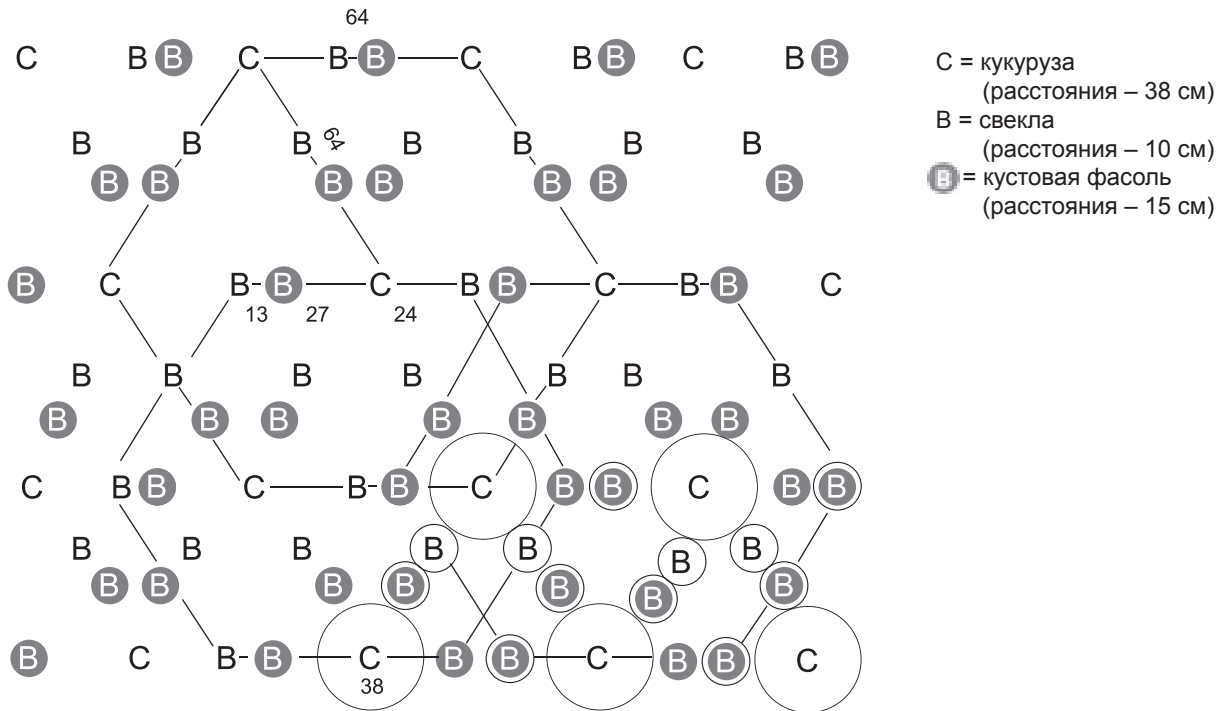 64
C B B C B B C B B C B B
B B B 64 B B B B
B B B B B B B
B C B B C B B C B B C
13 27 24
B B B B B B B
B B B B B B B
C B B C B B C B B C B B
B B B B B B B
B B B B B B B
B C B B C B B C B B C
38
C = кукуруза
(расстояния – 38 см)
B = свекла
(расстояния – 10 см)
B = кустовая фасоль
(расстояния – 15 см)